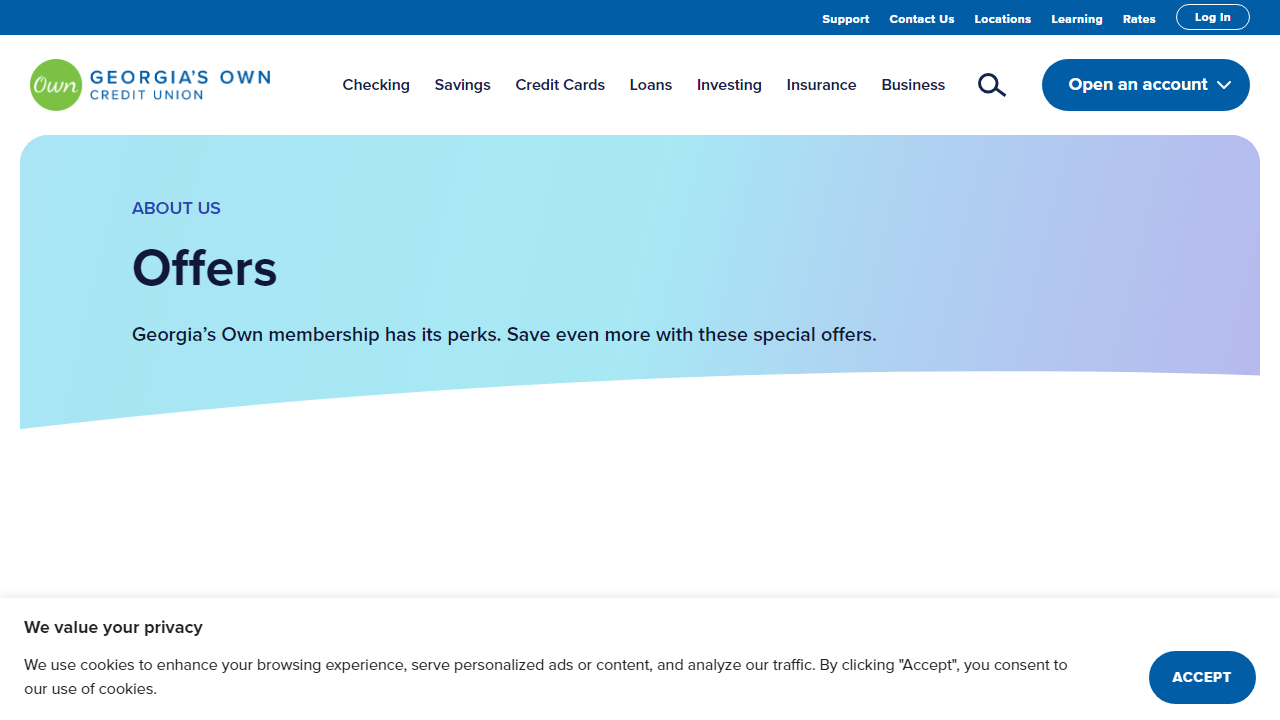 Support Contact Us Locations Learning Rates Log In
Own GEORGIA'S OWN
CREDIT UNION
Checking Savings Credit Cards Loans Investing Insurance Business Open an account
ABOUT US
Offers
Georgia’s Own membership has its perks. Save even more with these special offers.
We value your privacy
We use cookies to enhance your browsing experience, serve personalized ads or content, and analyze our traffic. By clicking "Accept", you consent to
our use of cookies.
ACCEPT